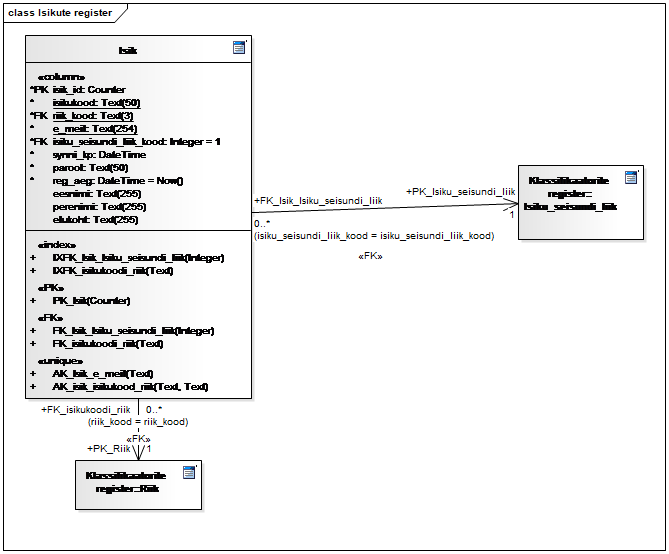 class Isikute register
Isik
«column»
*PK isik_id: Counter
* isikukood: Text(50)
*FK riik_kood: Text(3)
* e_meil: Text(254)
*FK isiku_seisundi_liik_kood: Integer = 1
* synni_kp: DateTime
* parool: Text(50)
* reg_aeg: DateTime = Now()
eesnimi: Text(255)
perenimi: Text(255)
elukoht: Text(255)
«index»
+ IXFK_Isik_Isiku_seisundi_liik(Integer)
+ IXFK_isikukoodi_riik(Text)
«PK»
+ PK_Isik(Counter)
«FK»
+ FK_Isik_Isiku_seisundi_liik(Integer)
+ FK_isikukoodi_riik(Text)
«unique»
+ AK_Isik_e_meil(Text)
+ AK_isik_isikukood_riik(Text, Text)
+FK_Isik_Isiku_seisundi_liik
+PK_Isiku_seisundi_liik
0..*
1
(isiku_seisundi_liik_kood = isiku_seisundi_liik_kood)
«FK»
Klassifikaatorite
register::
Isiku_seisundi_liik
+FK_isikukoodi_riik
0..*
(riik_kood = riik_kood)
«FK»
+PK_Riik
1
Klassifikaatorite
register::Riik